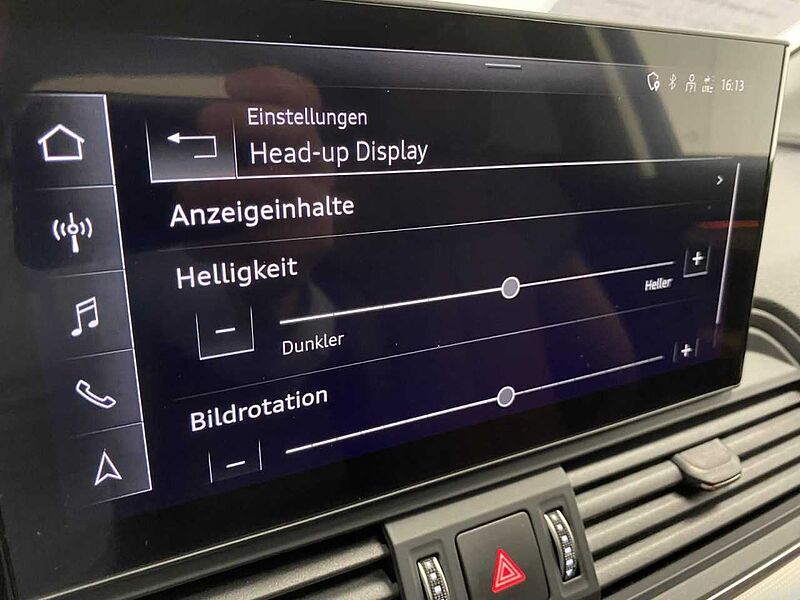 16:13
Einstellungen
Head-up Display
Anzeigeinhalte
Helligkeit
Dunkler
Heller
Bildrotation